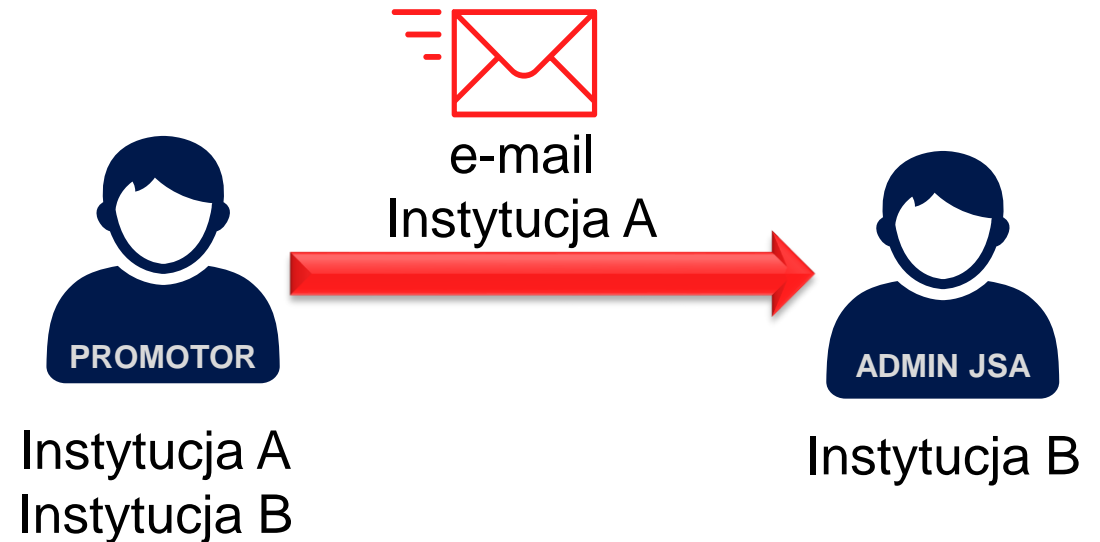 e-mail
Instytucja A
PROMOTOR
ADMIN JSA
Instytucja A
Instytucja B
Instytucja B